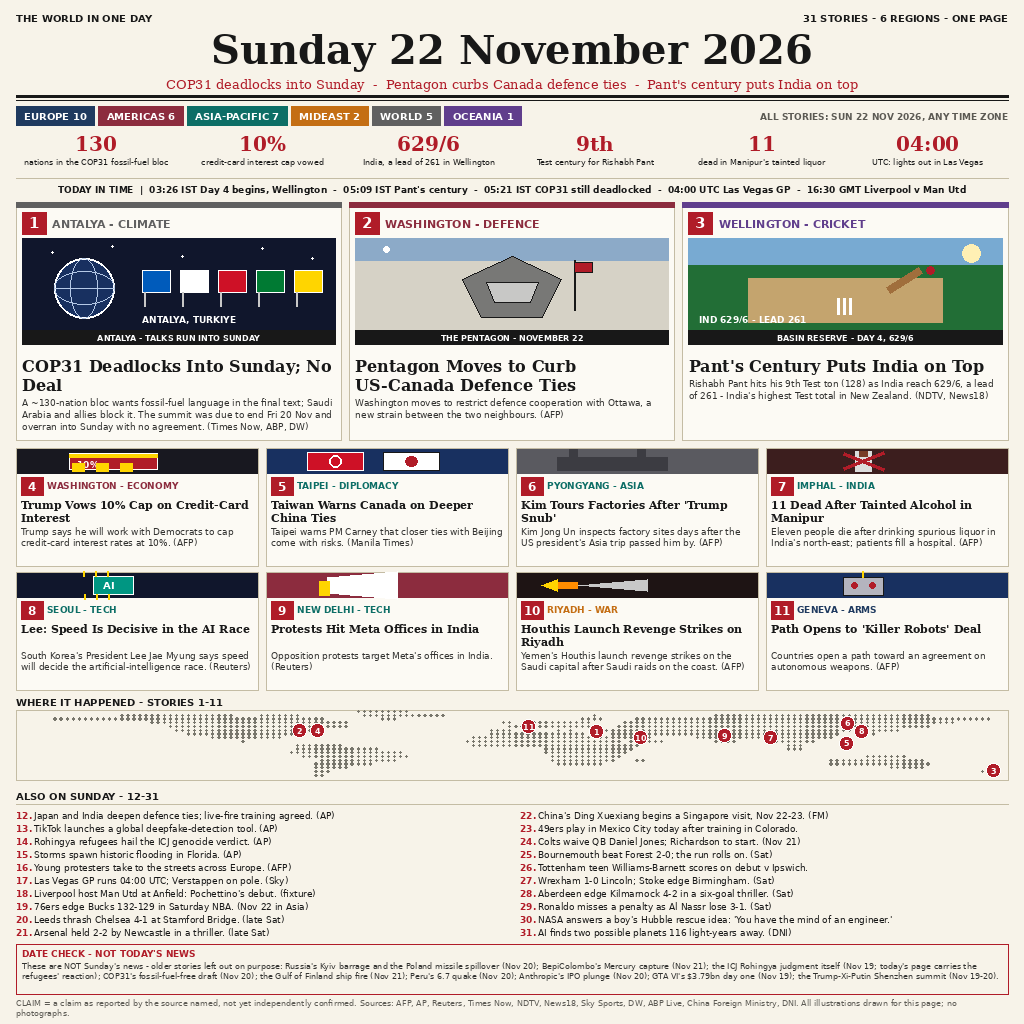 THE WORLD IN ONE DAY
31 STORIES - 6 REGIONS - ONE PAGE
Sunday 22 November 2026
COP31 deadlocks into Sunday - Pentagon curbs Canada defence ties - Pant's century puts India on top
EUROPE 10 AMERICAS 6 ASIA-PACIFIC 7 MIDEAST 2 WORLD 5 OCEANIA 1
ALL STORIES: SUN 22 NOV 2026, ANY TIME ZONE
130 10% 629/6 9th 11 04:00
nations in the COP31 fossil-fuel bloc
credit-card interest cap vowed
India, a lead of 261 in Wellington
Test century for Rishabh Pant
dead in Manipur's tainted liquor
UTC: lights out in Las Vegas
TODAY IN TIME | 03:26 IST Day 4 begins, Wellington - 05:09 IST Pant's century - 05:21 IST COP31 still deadlocked - 04:00 UTC Las Vegas GP - 16:30 GMT Liverpool v Man Utd
1 ANTALYA - CLIMATE
ANTALYA, TURKIYE
ANTALYA - TALKS RUN INTO SUNDAY
COP31 Deadlocks Into Sunday; No
Deal
A ~130-nation bloc wants fossil-fuel language in the final text; Saudi
Arabia and allies block it. The summit was due to end Fri 20 Nov and
overran into Sunday with no agreement. (Times Now, ABP, DW)
2 WASHINGTON - DEFENCE
THE PENTAGON - NOVEMBER 22
Pentagon Moves to Curb
US-Canada Defence Ties
Washington moves to restrict defence cooperation with Ottawa, a
new strain between the two neighbours. (AFP)
3 WELLINGTON - CRICKET
IND 629/6 - LEAD 261
BASIN RESERVE - DAY 4, 629/6
Pant's Century Puts India on Top
Rishabh Pant hits his 9th Test ton (128) as India reach 629/6, a lead
of 261 - India's highest Test total in New Zealand. (NDTV, News18)
10%
4 WASHINGTON - ECONOMY
Trump Vows 10% Cap on Credit-Card
Interest
Trump says he will work with Democrats to cap
credit-card interest rates at 10%. (AFP)
5 TAIPEI - DIPLOMACY
Taiwan Warns Canada on Deeper
China Ties
Taipei warns PM Carney that closer ties with Beijing
come with risks. (Manila Times)
6 PYONGYANG - ASIA
Kim Tours Factories After 'Trump
Snub'
Kim Jong Un inspects factory sites days after the
US president's Asia trip passed him by. (AFP)
7 IMPHAL - INDIA
11 Dead After Tainted Alcohol in
Manipur
Eleven people die after drinking spurious liquor in
India's north-east; patients fill a hospital. (AFP)
AI
8 SEOUL - TECH
Lee: Speed Is Decisive in the AI Race
South Korea's President Lee Jae Myung says speed
will decide the artificial-intelligence race. (Reuters)
9 NEW DELHI - TECH
Protests Hit Meta Offices in India
Opposition protests target Meta's offices in India.
(Reuters)
10 RIYADH - WAR
Houthis Launch Revenge Strikes on
Riyadh
Yemen's Houthis launch revenge strikes on the
Saudi capital after Saudi raids on the coast. (AFP)
11 GENEVA - ARMS
Path Opens to 'Killer Robots' Deal
Countries open a path toward an agreement on
autonomous weapons. (AFP)
WHERE IT HAPPENED - STORIES 1-11
2 4 11 1 10 9 7 6 8 5 3
ALSO ON SUNDAY - 12-31
12. Japan and India deepen defence ties; live-fire training agreed. (AP)
13. TikTok launches a global deepfake-detection tool. (AP)
14. Rohingya refugees hail the ICJ genocide verdict. (AP)
15. Storms spawn historic flooding in Florida. (AP)
16. Young protesters take to the streets across Europe. (AFP)
17. Las Vegas GP runs 04:00 UTC; Verstappen on pole. (Sky)
18. Liverpool host Man Utd at Anfield: Pochettino's debut. (fixture)
19. 76ers edge Bucks 132-129 in Saturday NBA. (Nov 22 in Asia)
20. Leeds thrash Chelsea 4-1 at Stamford Bridge. (late Sat)
21. Arsenal held 2-2 by Newcastle in a thriller. (late Sat)
22. China's Ding Xuexiang begins a Singapore visit, Nov 22-23. (FM)
23. 49ers play in Mexico City today after training in Colorado.
24. Colts waive QB Daniel Jones; Richardson to start. (Nov 21)
25. Bournemouth beat Forest 2-0; the run rolls on. (Sat)
26. Tottenham teen Williams-Barnett scores on debut v Ipswich.
27. Wrexham 1-0 Lincoln; Stoke edge Birmingham. (Sat)
28. Aberdeen edge Kilmarnock 4-2 in a six-goal thriller. (Sat)
29. Ronaldo misses a penalty as Al Nassr lose 3-1. (Sat)
30. NASA answers a boy's Hubble rescue idea: 'You have the mind of an engineer.'
31. AI finds two possible planets 116 light-years away. (DNI)
DATE CHECK - NOT TODAY'S NEWS
These are NOT Sunday's news - older stories left out on purpose: Russia's Kyiv barrage and the Poland missile spillover (Nov 20); BepiColombo's Mercury capture (Nov 21); the ICJ Rohingya judgment itself (Nov 19; today's page carries the
refugees' reaction); COP31's fossil-fuel-free draft (Nov 20); the Gulf of Finland ship fire (Nov 21); Peru's 6.7 quake (Nov 20); Anthropic's IPO plunge (Nov 20); GTA VI's $3.79bn day one (Nov 19); the Trump-Xi-Putin Shenzhen summit (Nov 19-20).
CLAIM = a claim as reported by the source named, not yet independently confirmed. Sources: AFP, AP, Reuters, Times Now, NDTV, News18, Sky Sports, DW, ABP Live, China Foreign Ministry, DNI. All illustrations drawn for this page; no
photographs.